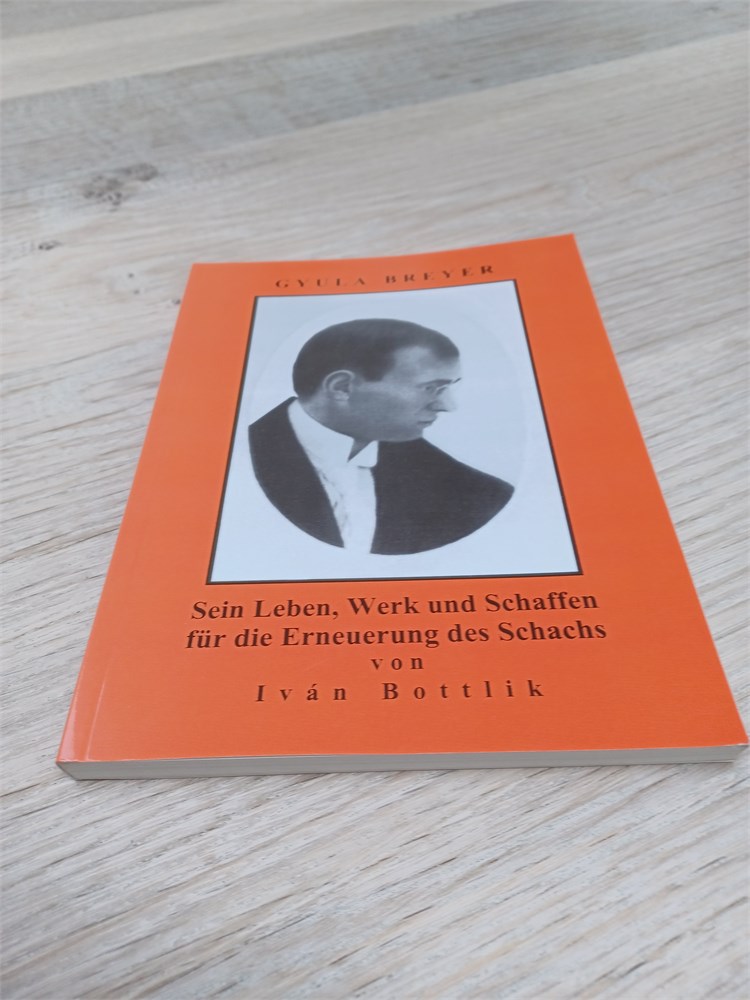 GYULA BREYER
Sein Leben, Werk und Schaffen
für die Erneuerung des Schachs
von
Iván Bottlik